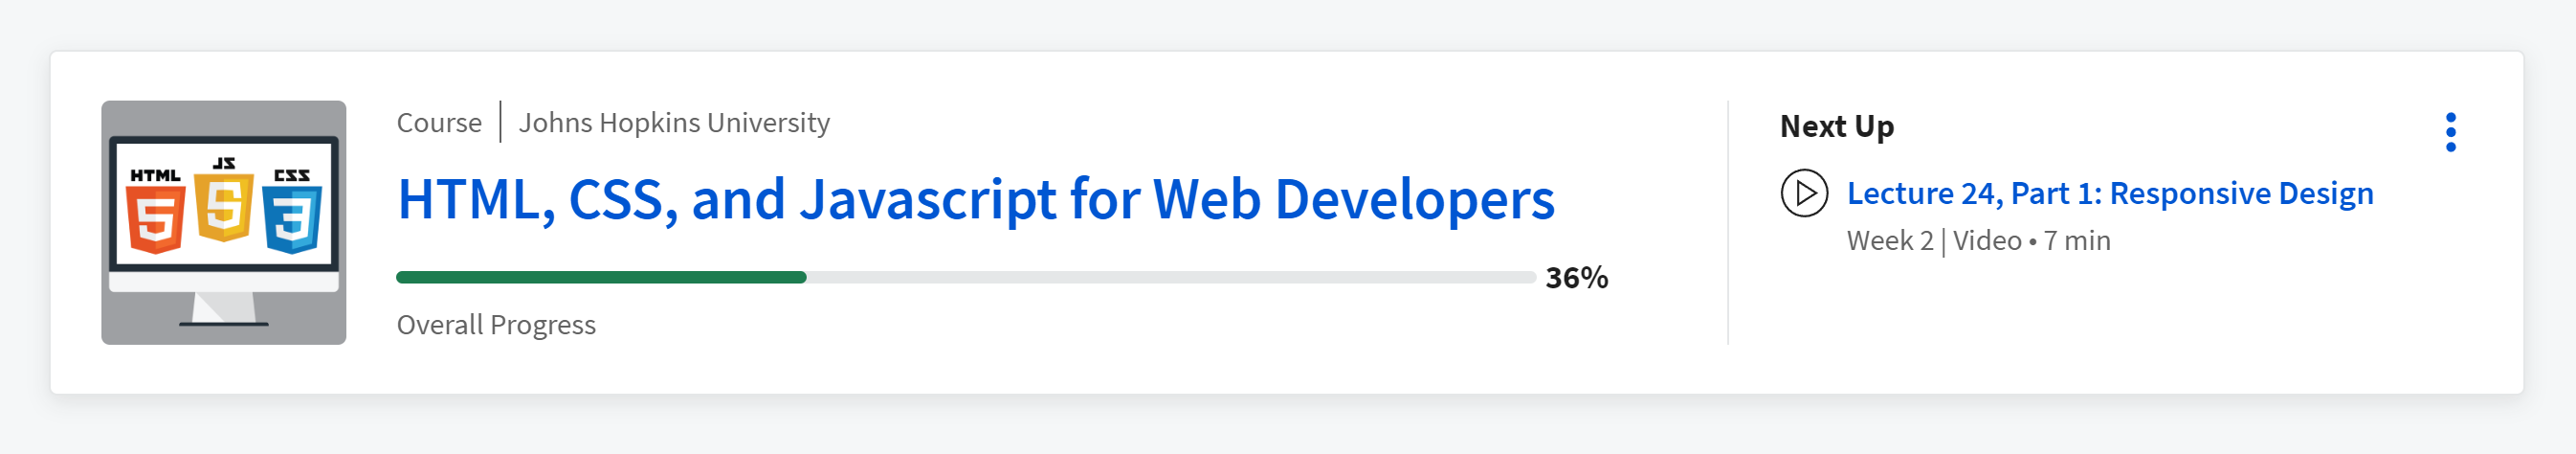 HTML
JS
CSS
Course | Johns Hopkins University
HTML, CSS, and Javascript for Web Developers
36%
Overall Progress
Next Up
Lecture 24, Part 1: Responsive Design
Week 2 | Video • 7 min